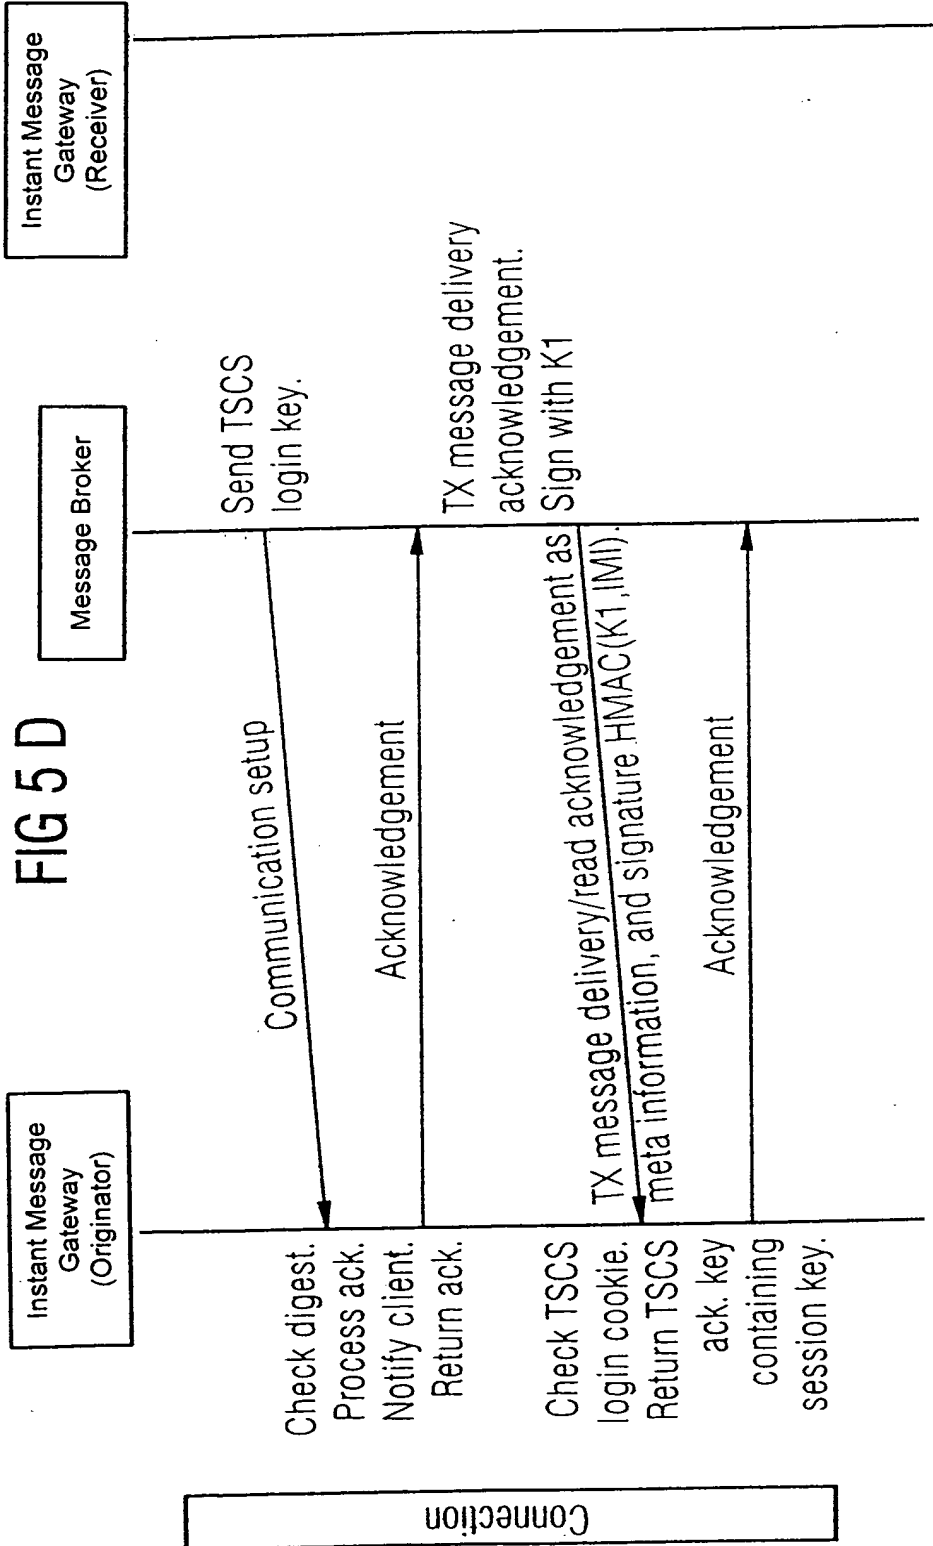 FIG 5 D
Instant Message
Gateway
(Originator)
Message Broker
Instant Message
Gateway
(Receiver)
Connection
Check digest.
Process ack.
Notify client.
Return ack.
Communication setup
Send TSCS
login key.
Acknowledgement
Check TSCS
login cookie.
Return TSCS
ack. key
containing
session key.
TX message delivery/read acknowledgement as
meta information, and signature HMAC(K1,IMI).
TX message delivery
acknowledgement.
Sign with K1
Acknowledgement